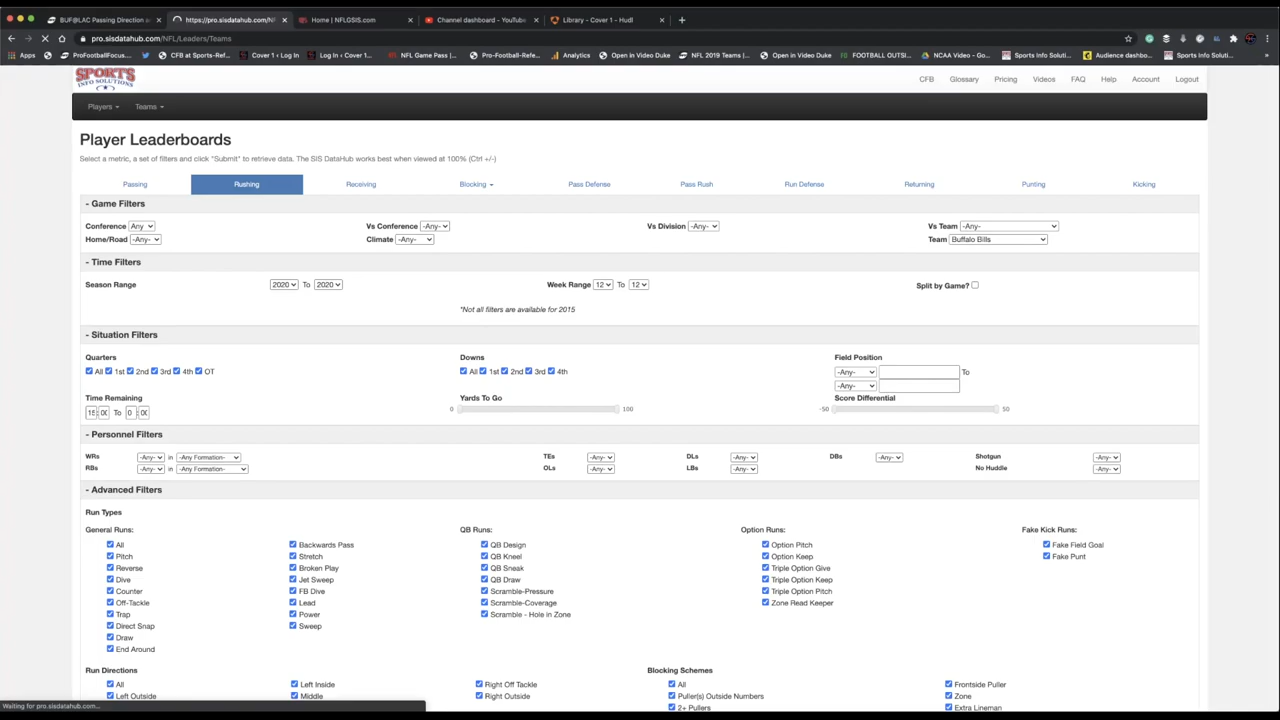 BUF@LAC Passing Direction a
https://pro.sisdatahub.com/NF
Home | NFLGSIS.com
Channel dashboard - YouTube
Library - Cover 1 - Hudl
pro.sisdatahub.com/NFL/Leaders/Teams
Apps
ProFootballFocus...
CFB at Sports-Ref...
Cover 1 ‹ Log In
Log In ‹ Cover 1...
NFL Game Pass |...
Pro-Football-Refe...
Analytics
Open in Video Duke
NFL 2019 Teams |...
Open in Video Duke
FOOTBALL OUTSI...
NCAA Video - Go...
Sports Info Soluti...
Audience dashbo...
Sports Info Soluti...
»
SPORTS
INFO SOLUTIONS
CFB Glossary Pricing Videos FAQ Help Account Logout
Players Teams
Player Leaderboards
Select a metric, a set of filters and click "Submit" to retrieve data. The SIS DataHub works best when viewed at 100% (Ctrl +/-)
Passing Rushing Receiving Blocking Pass Defense Pass Rush Run Defense Returning Punting Kicking
- Game Filters
Conference Any Vs Conference -Any- Vs Division -Any- Vs Team -Any-
Home/Road -Any- Climate -Any- Team Buffalo Bills
- Time Filters
Season Range 2020 To 2020 Week Range 12 To 12 Split by Game?
*Not all filters are available for 2015
- Situation Filters
Quarters Downs Field Position
All 1st 2nd 3rd 4th OT All 1st 2nd 3rd 4th -Any- To
-Any-
Time Remaining Yards To Go Score Differential
15 : 00 To 0 : 00 0 100 -50 50
- Personnel Filters
WRs -Any- in -Any Formation- TEs -Any- DLs -Any- DBs -Any- Shotgun -Any-
RBs -Any- in -Any Formation- OLs -Any- LBs -Any- No Huddle -Any-
- Advanced Filters
Run Types
General Runs: QB Runs: Option Runs: Fake Kick Runs:
All Backwards Pass QB Design Option Pitch Fake Field Goal
Pitch Stretch QB Kneel Option Keep Fake Punt
Reverse Broken Play QB Sneak Triple Option Give
Dive Jet Sweep QB Draw Triple Option Keep
Counter FB Dive Scramble-Pressure Triple Option Pitch
Off-Tackle Lead Scramble-Coverage Zone Read Keeper
Trap Power Scramble - Hole in Zone
Direct Snap Sweep
Draw
End Around
Run Directions Blocking Schemes
All Left Inside Right Off Tackle All Frontside Puller
Left Outside Middle Right Outside Puller(s) Outside Numbers Zone
2+ Pullers Extra Lineman
Waiting for pro.sisdatahub.com...